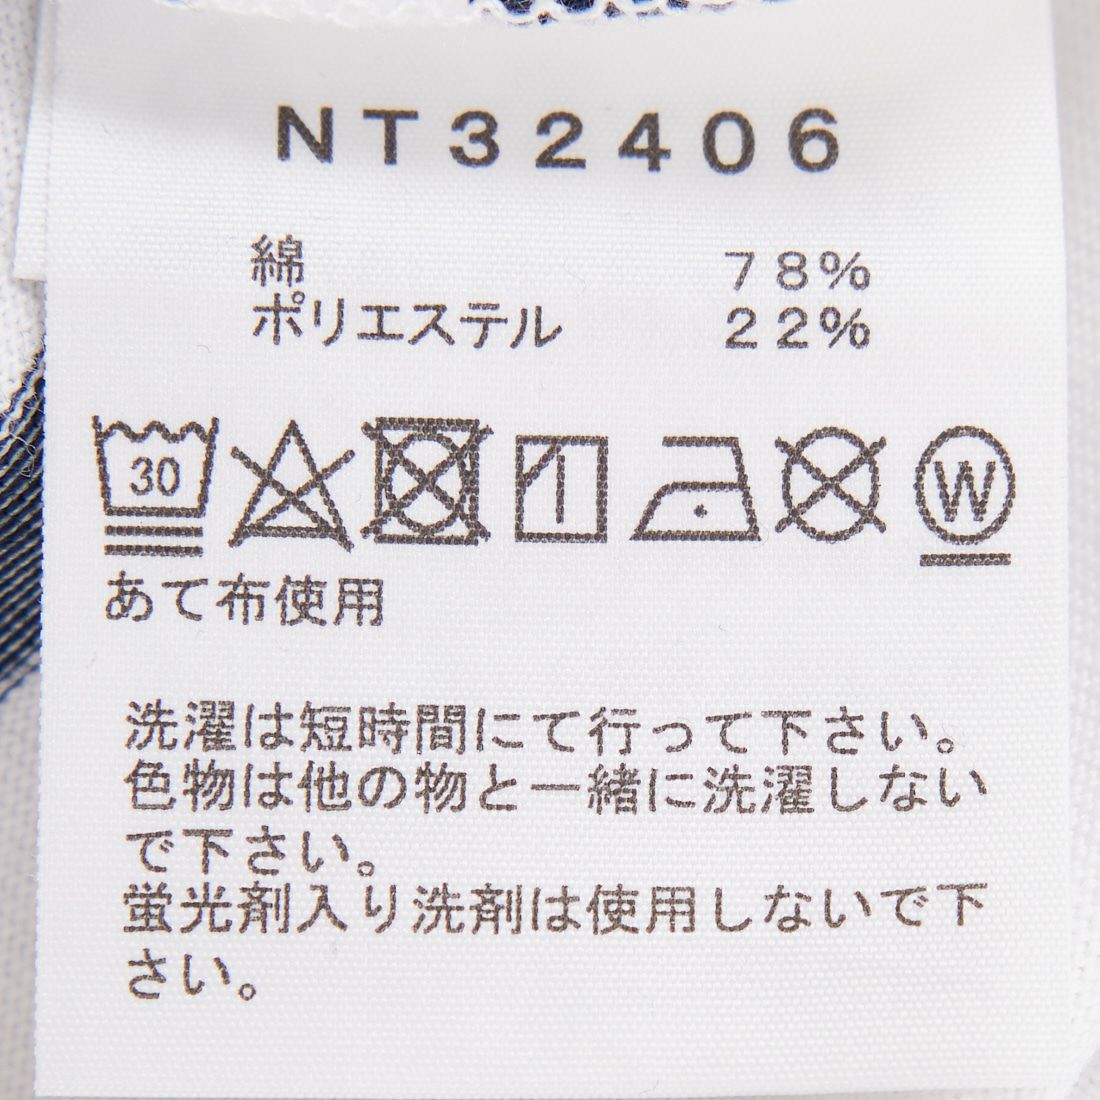 NT32406
綿 78%
ポリエステル 22%
30 W
あて布使用
洗濯は短時間にて行って下さい。
色物は他の物と一緒に洗濯しない
で下さい。
蛍光剤入り洗剤は使用しないで下
さい。